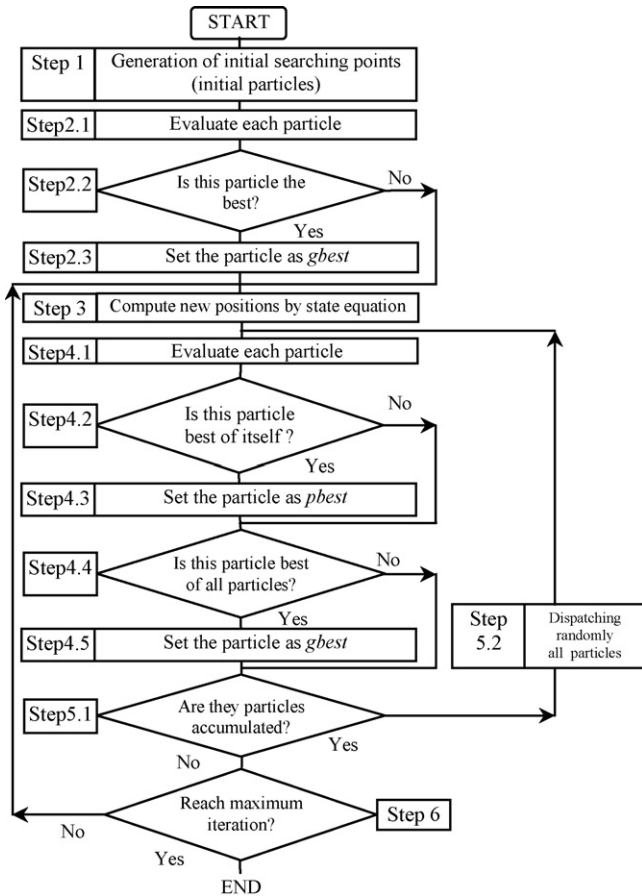 START
Step 1
Generation of initial searching points
(initial particles)
Step2.1
Evaluate each particle
Step2.2
Is this particle the
best?
No
Yes
Step2.3
Set the particle as gbest
Step 3
Compute new positions by state equation
Step4.1
Evaluate each particle
Step4.2
Is this particle
best of itself ?
No
Yes
Step4.3
Set the particle as pbest
Step4.4
Is this particle best
of all particles?
No
Yes
Step4.5
Set the particle as gbest
Step
5.2
Dispatching
randomly
all particles
Step5.1
Are they particles
accumulated?
Yes
No
Reach maximum
iteration?
Step 6
No
Yes
END